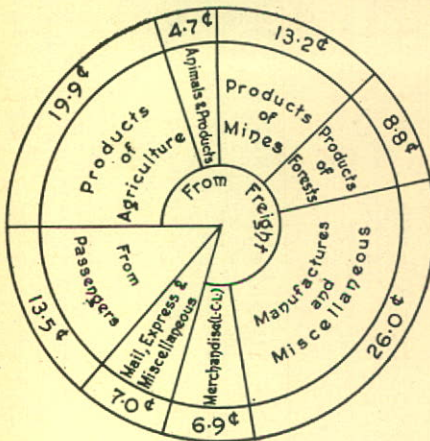 4.7¢
Animals & Products
13.2¢
Products
of
Mines
8.8¢
Products
of
Forests
26.0¢
Manufactures
and
Miscellaneous
6.9¢
Merchandise (L·C·L)
7.0¢
Mail, Express &
Miscellaneous
13.5¢
From
Passengers
19.9¢
Products
of
Agriculture
From Freight